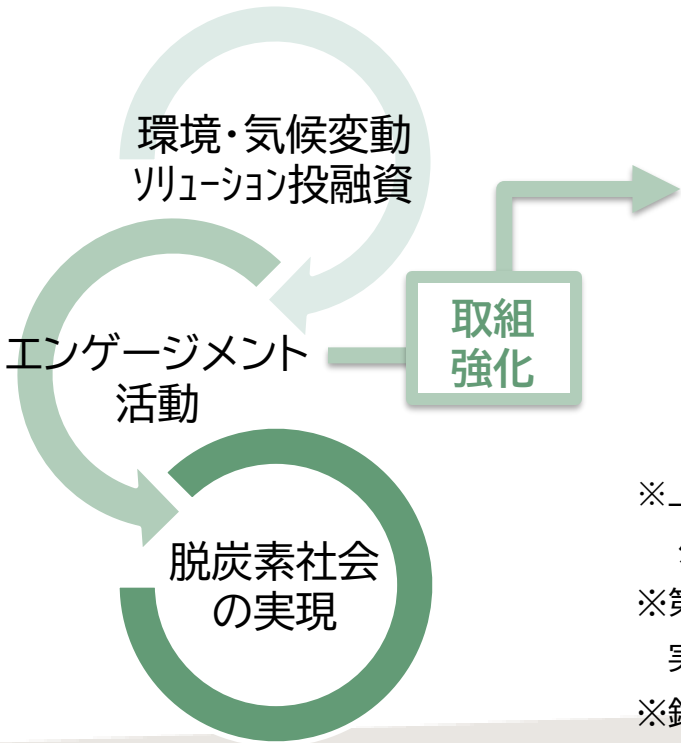 環境・気候変動
ソリューション投融資
エンゲージメント
活動
取組
強化
脱炭素社会
の実現
※
※第
実
※